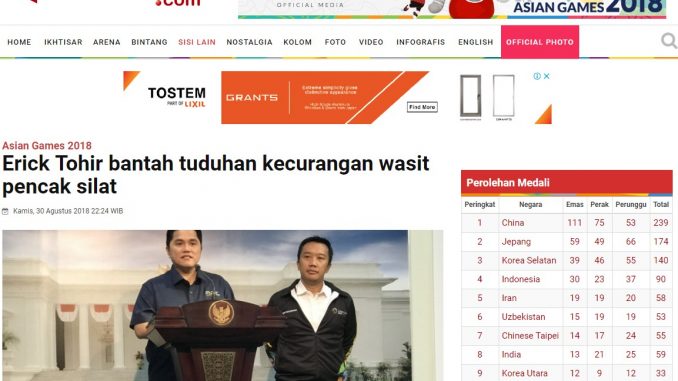 .com
OFFICIAL MEDIA
ASIAN GAMES 2018
HOME IKHTISAR ARENA BINTANG SISI LAIN NOSTALGIA KOLOM FOTO VIDEO INFOGRAFIS ENGLISH OFFICIAL PHOTO
TOSTEM
PART OF LIXIL
GRANTS
Extreme simplicity gives
distinctive appearance
Find More
Asian Games 2018
Erick Tohir bantah tuduhan kecurangan wasit
pencak silat
Kamis, 30 Agustus 2018 22:24 WIB
Perolehan Medali
Peringkat Negara Emas Perak Perunggu Total
1 China 111 75 53 239
2 Jepang 59 49 66 174
3 Korea Selatan 39 46 55 140
4 Indonesia 30 23 37 90
5 Iran 19 19 20 58
6 Uzbekistan 15 19 19 53
7 Chinese Taipei 14 17 24 55
8 India 13 21 25 59
9 Korea Utara 12 9 12 33